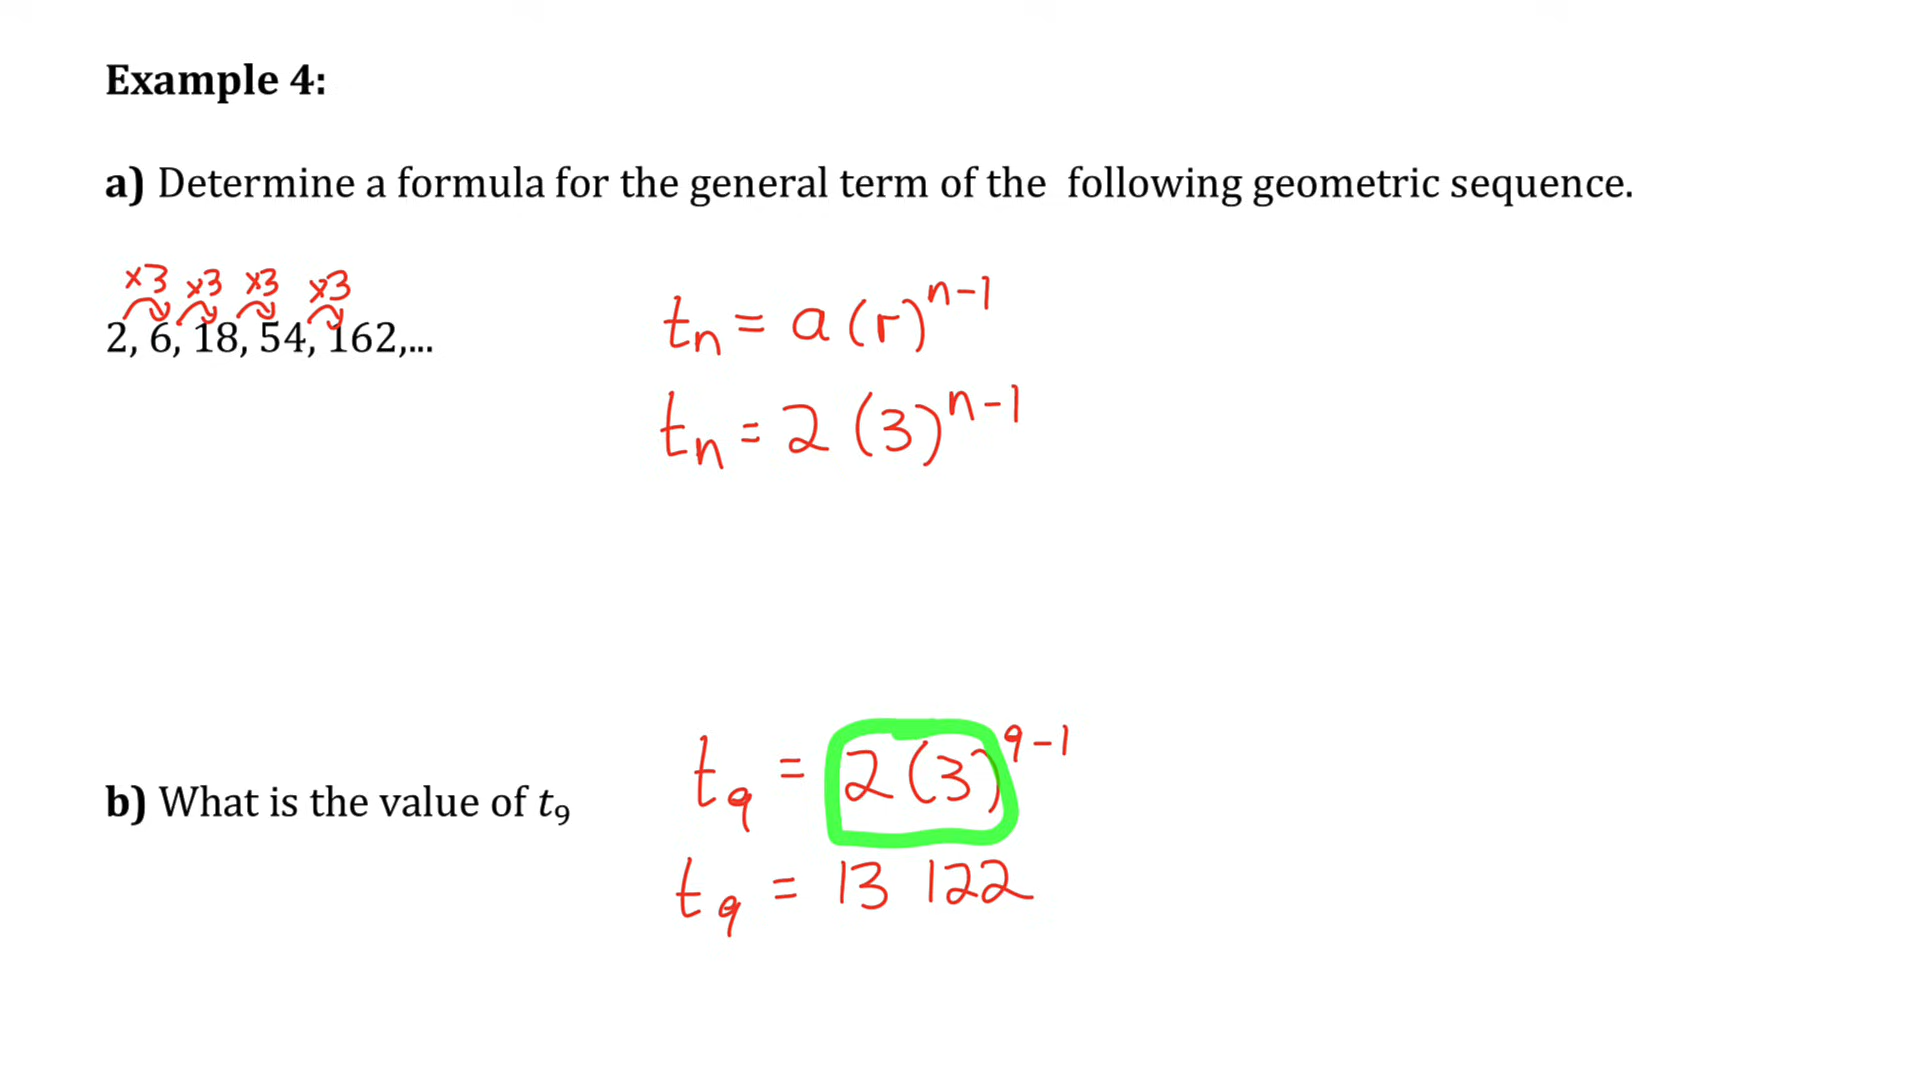 Example 4:
a) Determine a formula for the general term of the following geometric sequence.
×3 ×3 ×3 ×3
2, 6, 18, 54, 162,...
tₙ = a(r)ⁿ⁻¹
tₙ = 2(3)ⁿ⁻¹
b) What is the value of t₉
t₉ = 2(3)⁹⁻¹
t₉ = 13 122